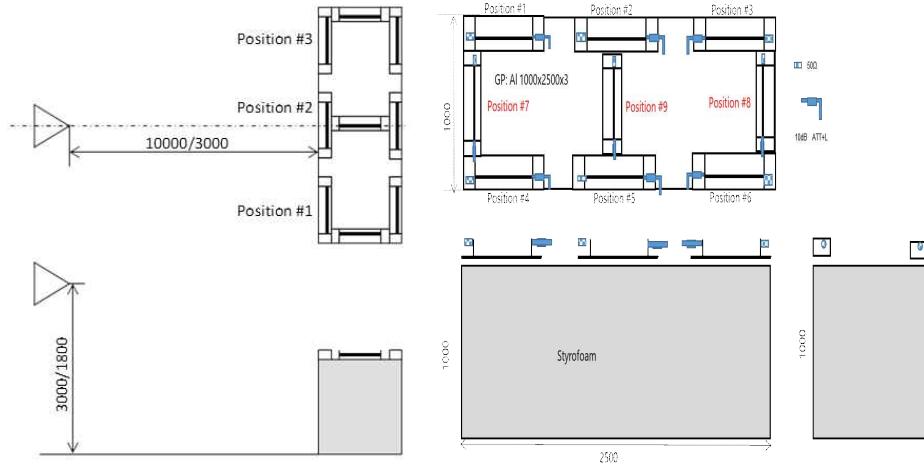 Position #3
Position #2
10000/3000
Position #1
3000/1800
Position #1
Position #2
Position #3
50Ω
GP: Al 1000x2500x3
Position #7
Position #9
Position #8
1000
10dB ATT+L
Position #4
Position #5
Position #6
1000
Styrofoam
1000
2500